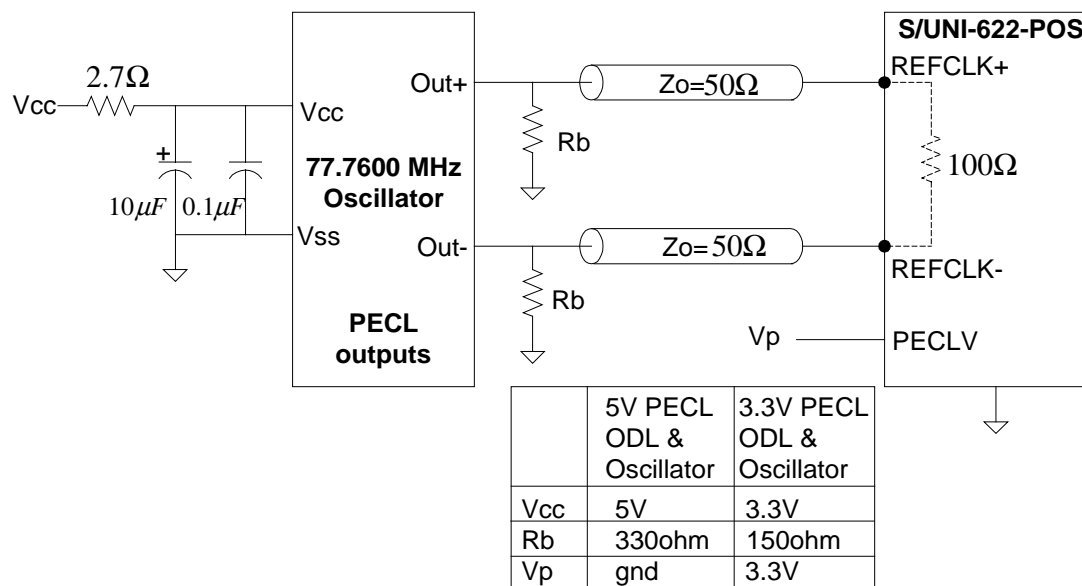 S/UNI-622-POS
REFCLK+
2.7Ω
Vcc
Vcc
Out+
Zo=50Ω
Rb
77.7600 MHz
Oscillator
100Ω
+
10µF
0.1µF
Vss
Out-
Zo=50Ω
REFCLK-
Rb
PECL
outputs
Vp
PECLV
5V PECL
ODL &
Oscillator
3.3V PECL
ODL &
Oscillator
Vcc 5V 3.3V
Rb 330ohm 150ohm
Vp gnd 3.3V